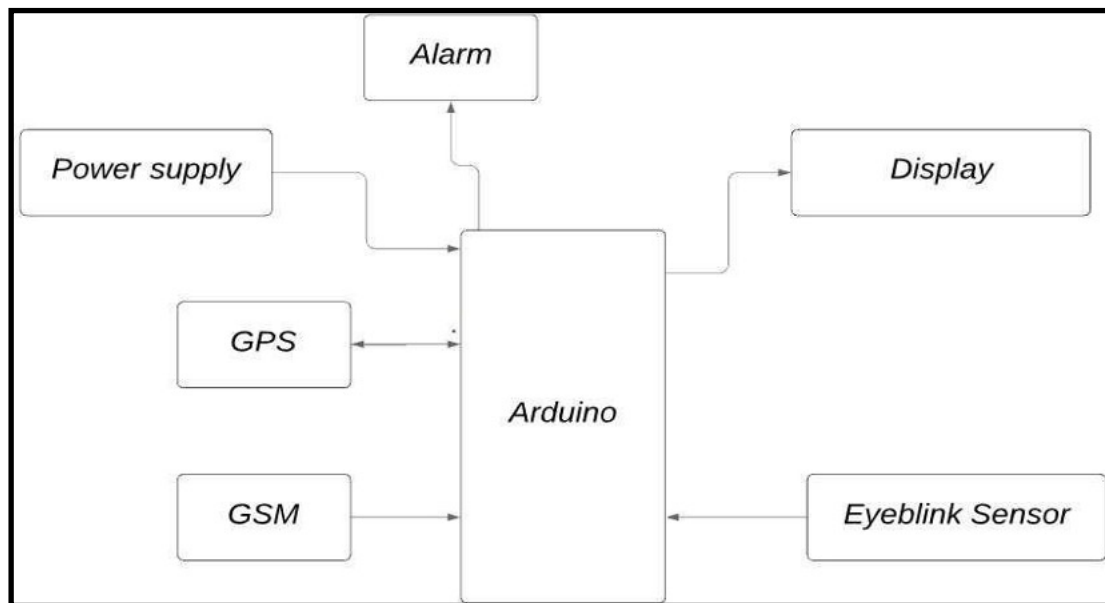 Alarm
Power supply
Display
GPS
Arduino
GSM
Eyeblink Sensor